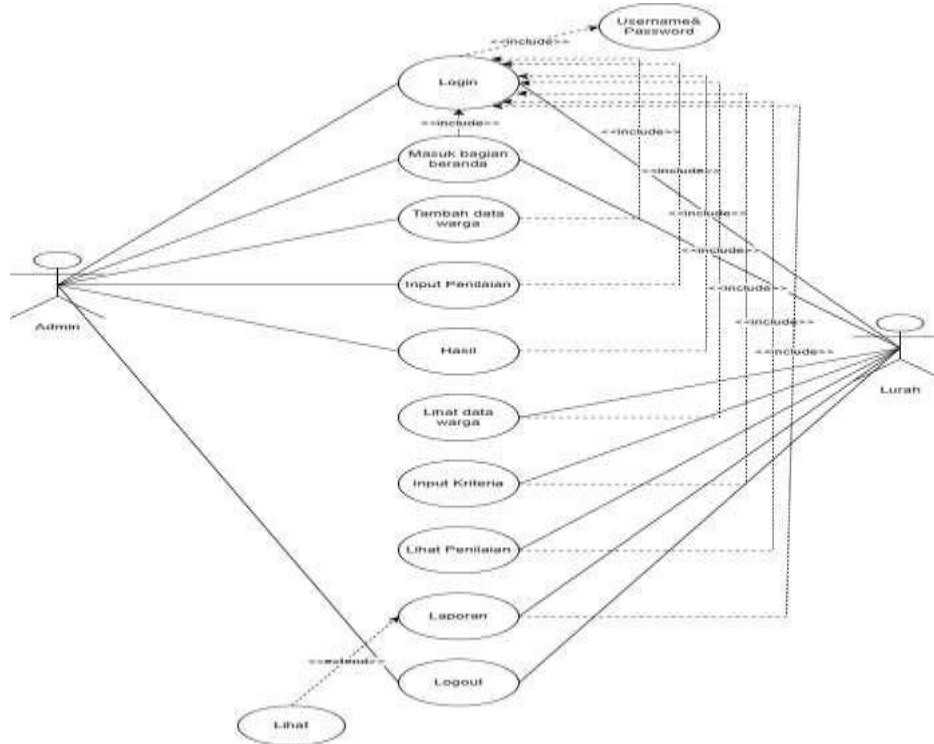 Username&
Password
<<include>>
Login
<<include>>
<<include>>
Masuk bagian
beranda
<<include>>
Tambah data
warga
<<include>>
<<include>>
Input Penilaian
<<include>>
<<include>>
Admin
<<include>>
Lurah
Hasil
<<include>>
Lihat data
warga
Input Kriteria
Lihat Penilaian
Laporan
<<extend>>
Logout
Lihat